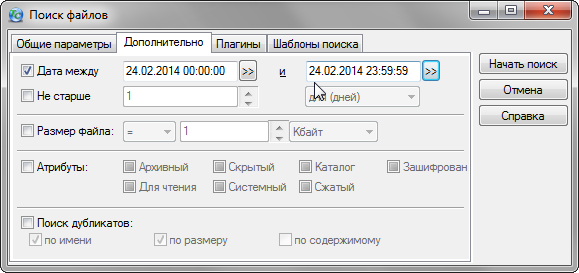 Поиск файлов
Общие параметры Дополнительно Плагины Шаблоны поиска
Дата между 24.02.2014 00:00:00 >> и 24.02.2014 23:59:59 >> Начать поиск
Не старше 1 (дней) Отмена
Размер файла: = 1 Кбайт Справка
Атрибуты: Архивный Скрытый Каталог Зашифрован
Для чтения Системный Сжатый
Поиск дубликатов:
по имени по размеру по содержимому